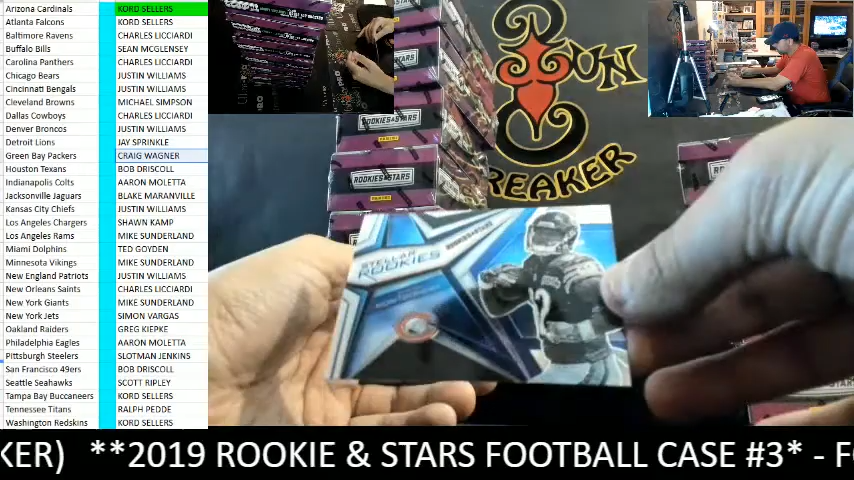 Arizona Cardinals KORD SELLERS
Atlanta Falcons KORD SELLERS
Baltimore Ravens CHARLES LICCIARDI
Buffalo Bills SEAN MCGLENSEY
Carolina Panthers CHARLES LICCIARDI
Chicago Bears JUSTIN WILLIAMS
Cincinnati Bengals JUSTIN WILLIAMS
Cleveland Browns MICHAEL SIMPSON
Dallas Cowboys CHARLES LICCIARDI
Denver Broncos JUSTIN WILLIAMS
Detroit Lions JAY SPRINKLE
Green Bay Packers CRAIG WAGNER
Houston Texans BOB DRISCOLL
Indianapolis Colts AARON MOLETTA
Jacksonville Jaguars BLAKE MARANVILLE
Kansas City Chiefs JUSTIN WILLIAMS
Los Angeles Chargers SHAWN KAMP
Los Angeles Rams MIKE SUNDERLAND
Miami Dolphins TED GOYDEN
Minnesota Vikings MIKE SUNDERLAND
New England Patriots JUSTIN WILLIAMS
New Orleans Saints CHARLES LICCIARDI
New York Giants MIKE SUNDERLAND
New York Jets SIMON VARGAS
Oakland Raiders GREG KIEPKE
Philadelphia Eagles AARON MOLETTA
Pittsburgh Steelers SLOTMAN JENKINS
San Francisco 49ers BOB DRISCOLL
Seattle Seahawks SCOTT RIPLEY
Tampa Bay Buccaneers KORD SELLERS
Tennessee Titans RALPH PEDDE
Washington Redskins KORD SELLERS
GUN
BREAKER
ROOKIES&STARS
ROOKIES&STARS
STELLAR
ROOKIES
ROOKIES&STARS
12
KER) **2019 ROOKIE & STARS FOOTBALL CASE #3* - F